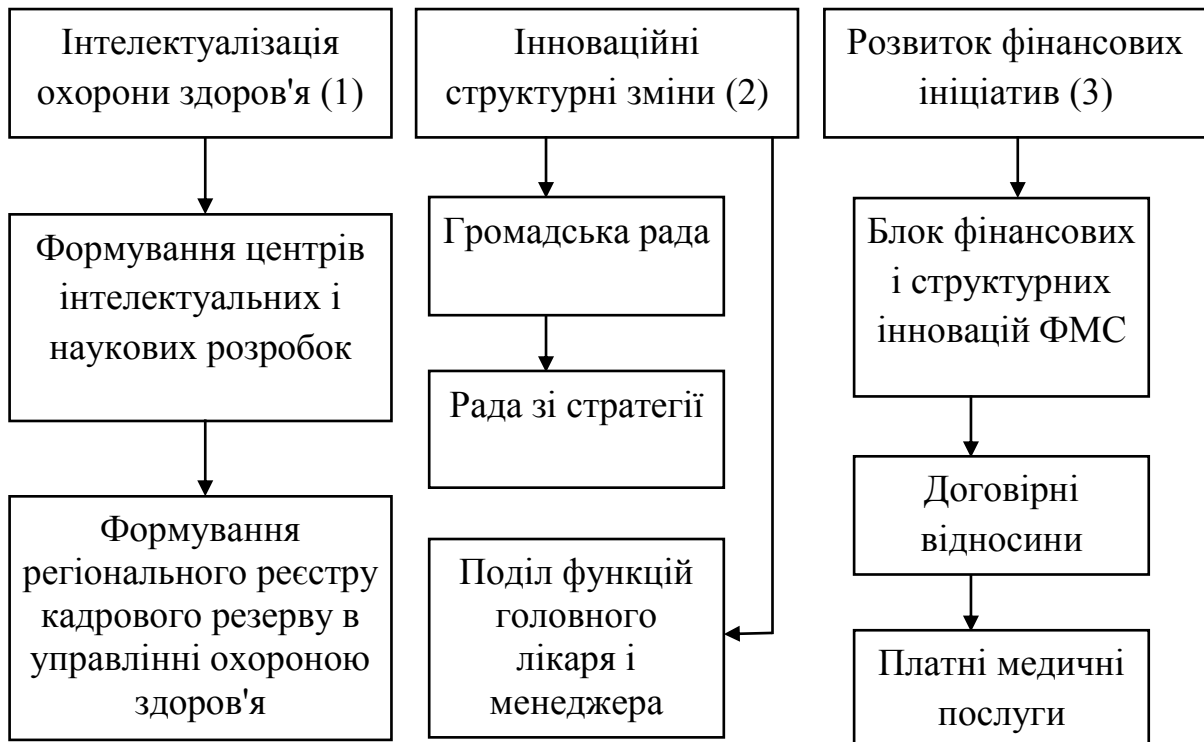 Інтелектуалізація
охорони здоров'я (1)
Формування центрів
інтелектуальних і
наукових розробок
Формування
регіонального реєстру
кадрового резерву в
управлінні охороною
здоров'я
Інноваційні
структурні зміни (2)
Громадська рада
Рада зі стратегії
Поділ функцій
головного
лікаря і
менеджера
Розвиток фінансових
ініціатив (3)
Блок фінансових
і структурних
інновацій ФМС
Договірні
відносини
Платні медичні
послуги